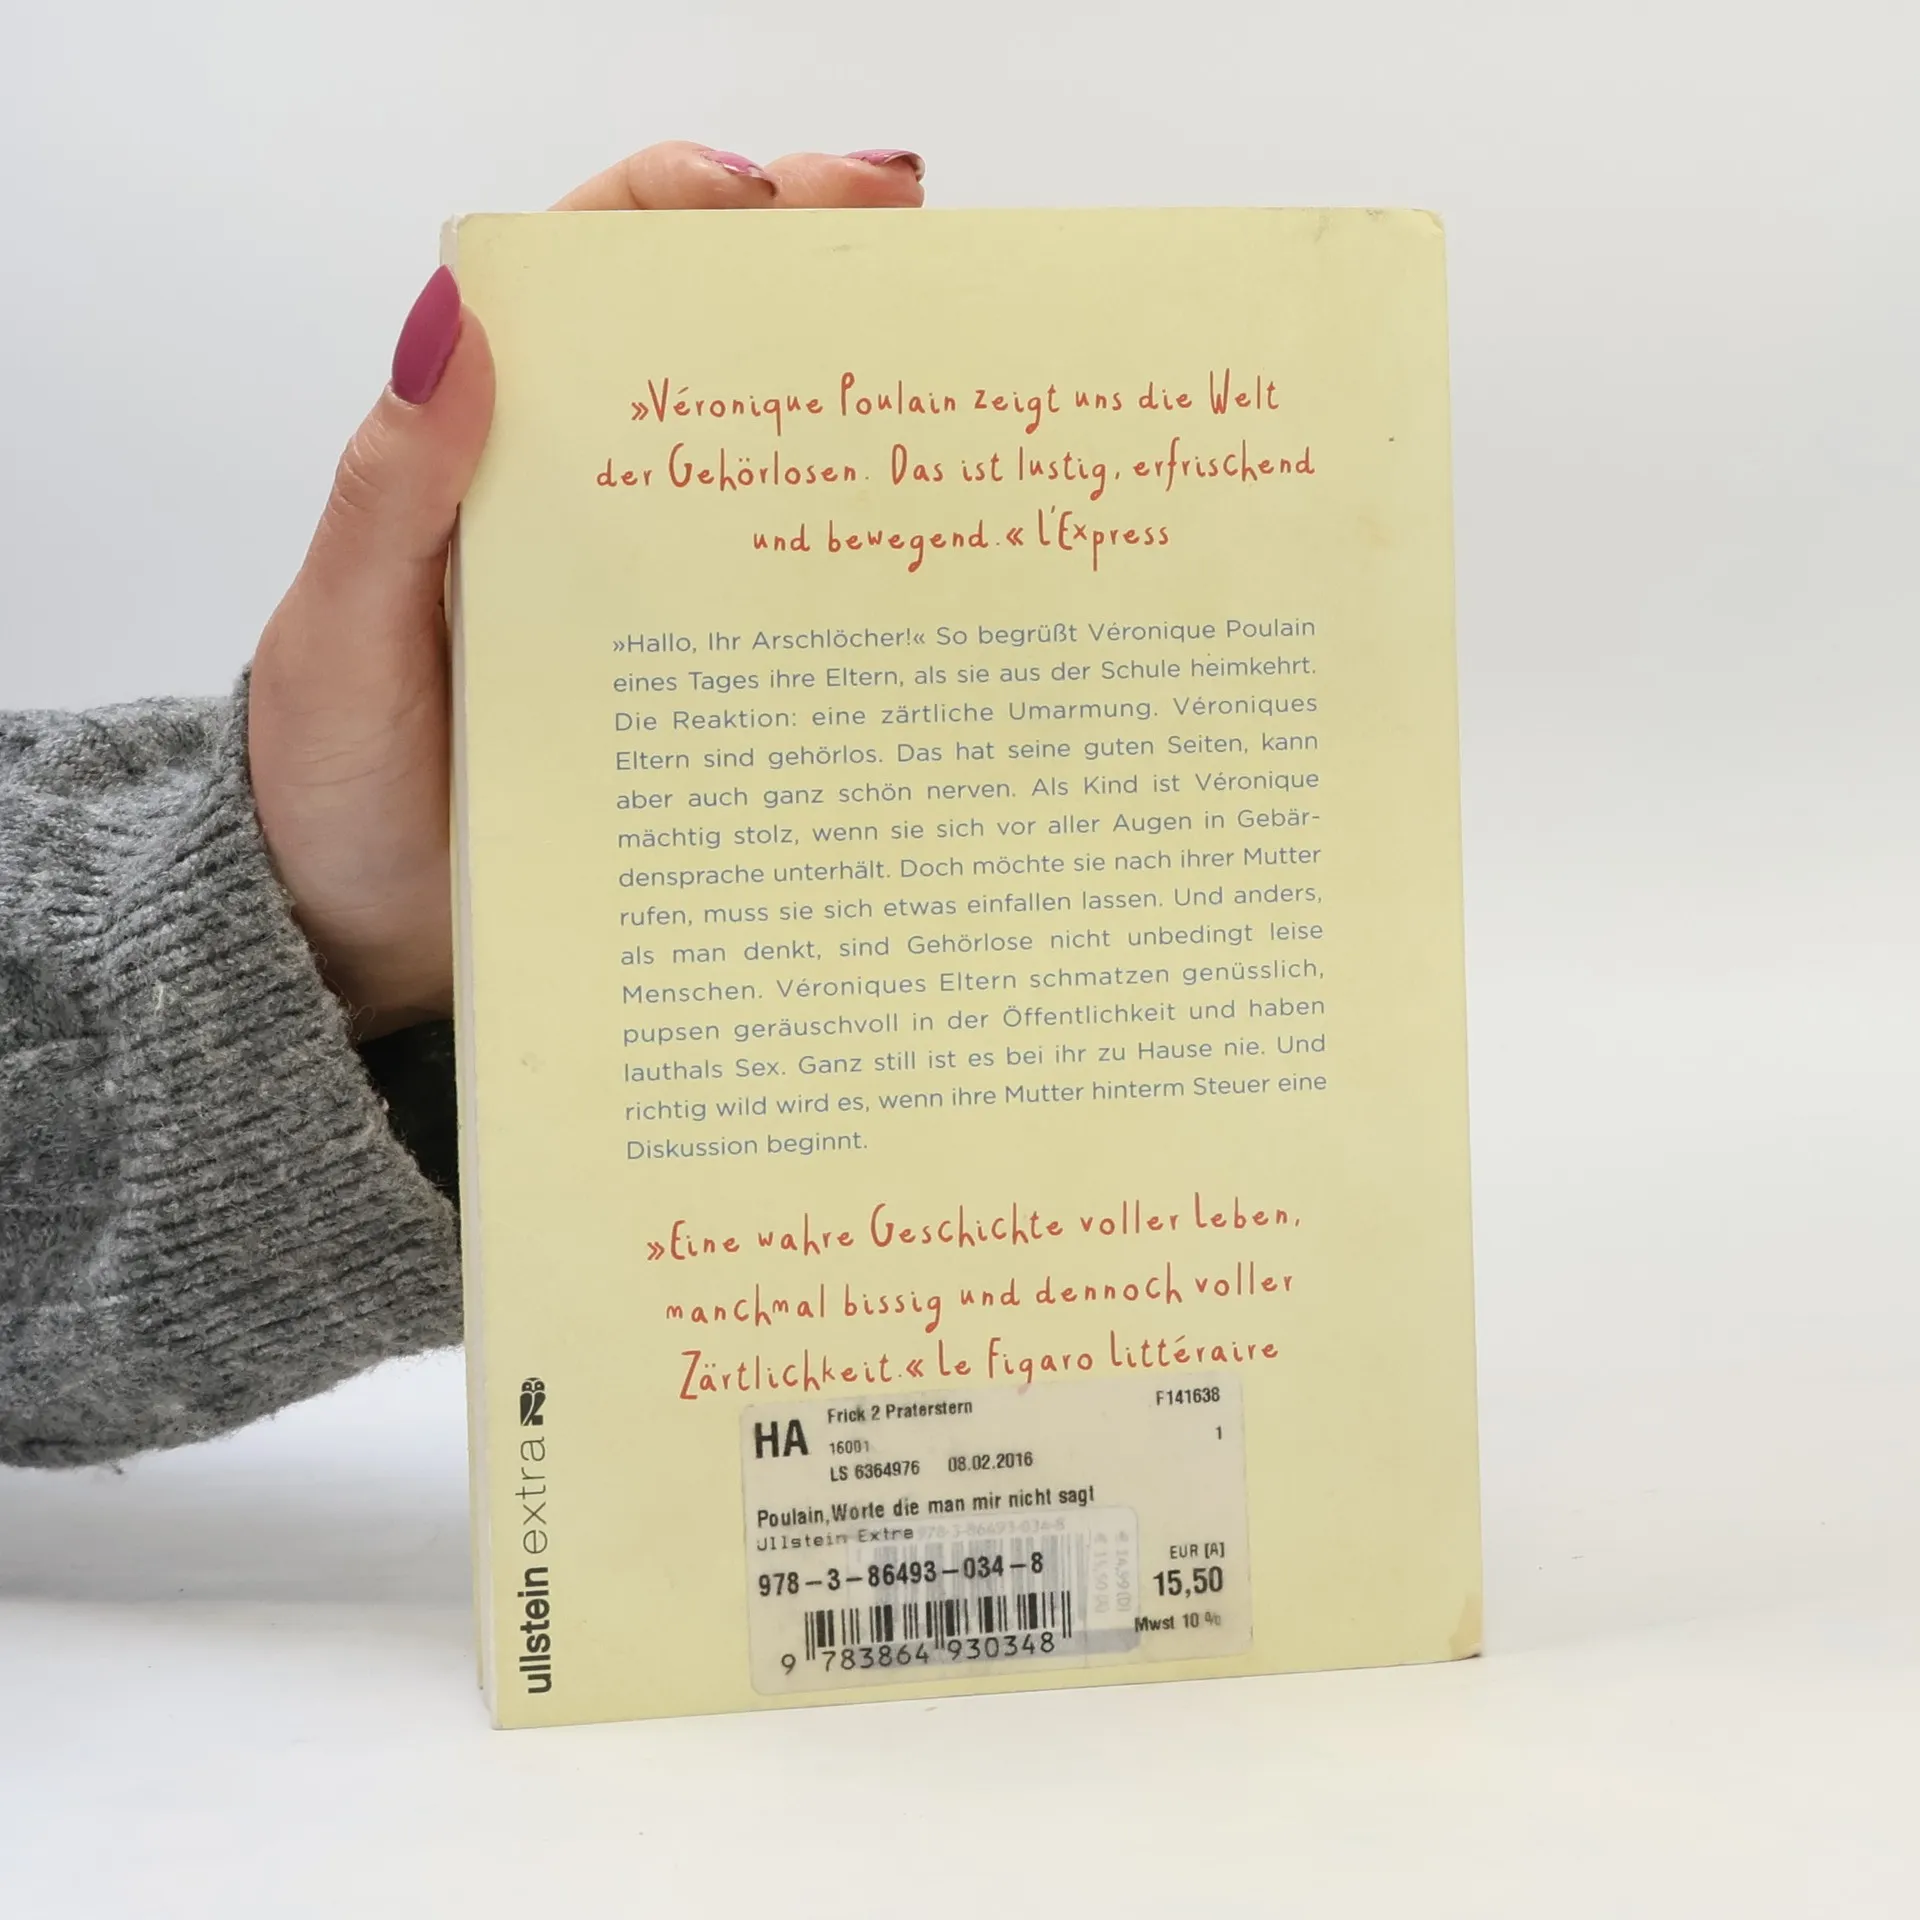 »Véronique Poulain zeigt uns die Welt
der Gehörlosen. Das ist lustig, erfrischend
und bewegend.« l'Express
»Hallo, Ihr Arschlöcher!« So begrüßt Véronique Poulain
eines Tages ihre Eltern, als sie aus der Schule heimkehrt.
Die Reaktion: eine zärtliche Umarmung. Véroniques
Eltern sind gehörlos. Das hat seine guten Seiten, kann
aber auch ganz schön nerven. Als Kind ist Véronique
mächtig stolz, wenn sie sich vor aller Augen in Gebär-
densprache unterhält. Doch möchte sie nach ihrer Mutter
rufen, muss sie sich etwas einfallen lassen. Und anders,
als man denkt, sind Gehörlose nicht unbedingt leise
Menschen. Véroniques Eltern schmatzen genüsslich,
pupsen geräuschvoll in der Öffentlichkeit und haben
lauthals Sex. Ganz still ist es bei ihr zu Hause nie. Und
richtig wild wird es, wenn ihre Mutter hinterm Steuer eine
Diskussion beginnt.
»Eine wahre Geschichte voller Leben,
manchmal bissig und dennoch voller
Zärtlichkeit.« Le Figaro Littéraire
ullstein extra
HA Frick 2 Praterstern F141638
16001 1
LS 6364976 08.02.2016
Poulain,Worte die man mir nicht sagt
Ullstein Extra
978-3-86493-034-8
978-3-86493-034-8 EUR [A]
15,50
€ 14,99 [D]
€ 15,50 [A]
Mwst 10 %
9 783864 930348